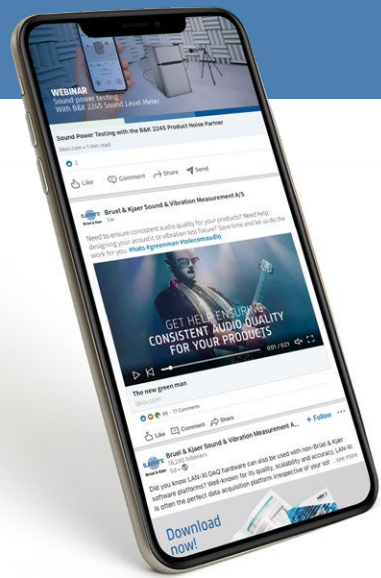 WEBINAR
Sound power testing
With B&K 2245 Sound Level Meter
Sound Power Testing with the B&K 2245 Product Noise Partner
bksv.com • 1 min read
2
Like Comment Share Send
Bruel & Kjaer Sound & Vibration Measurement A/S
Need to ensure consistent audio quality for your products? Need help
designing your acoustic or vibration test fixture? Save time and let us do the
work for you. #hats #greenman #telecomaudio
GET HELP ENSURING
CONSISTENT AUDIO QUALITY
FOR YOUR PRODUCTS
0:01 / 0:21
The new green man
bksv.com
17 Comments
Like Comment Share
Bruel & Kjaer Sound & Vibration Measurement A...
+ Follow
18,240 followers
5d •
Did you know LAN-XI DAQ hardware can also be used with non-Brüel & Kjaer
software platforms? Well-known for its quality, scalability and accuracy, LAN-XI
is often the perfect data acquisition platform irrespective of your sof ...see more
Download
now!